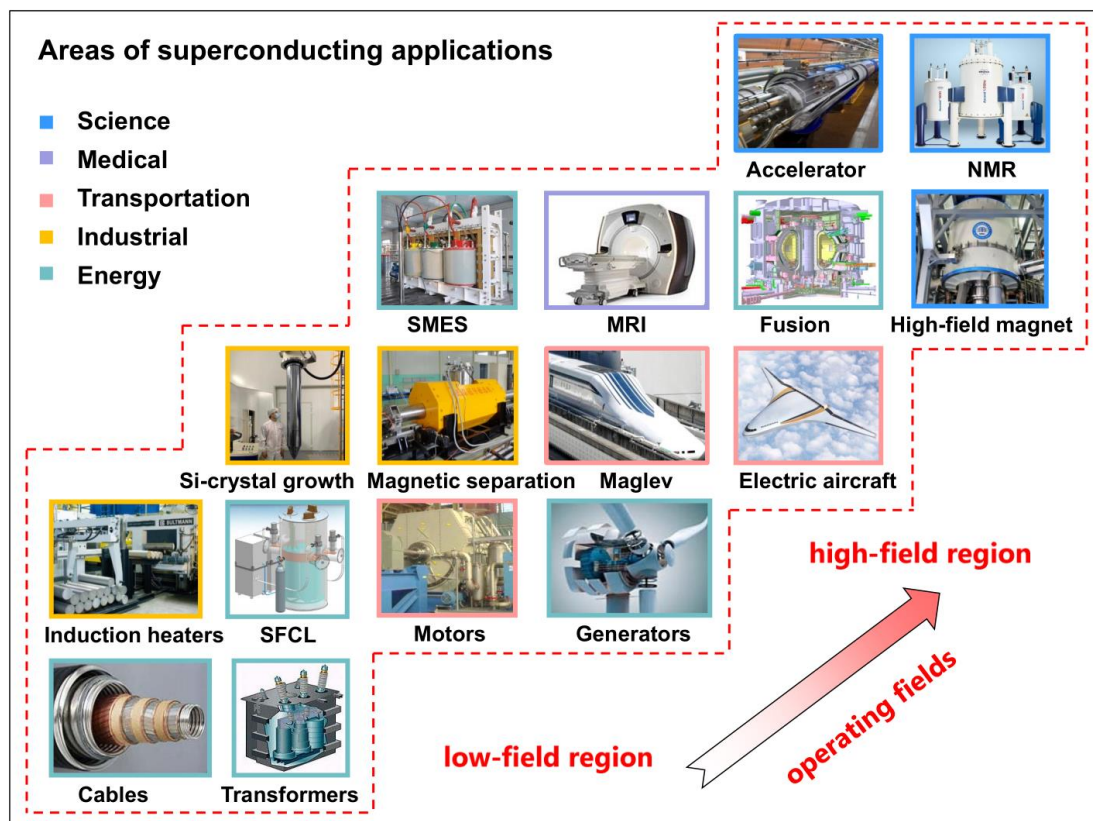 Areas of superconducting applications
Science
Medical
Transportation
Industrial
Energy
Accelerator
NMR
SMES
MRI
Fusion
High-field magnet
Si-crystal growth
Magnetic separation
Maglev
Electric aircraft
SULTMANN
Induction heaters
SFCL
Motors
Generators
Cables
Transformers
high-field region
low-field region
operating fields